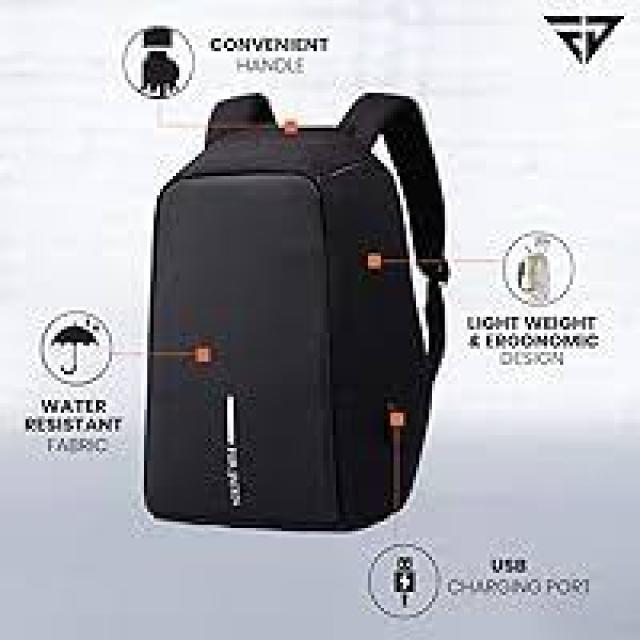 CONVENIENT
HANDLE
LIGHT WEIGHT
& ERGONOMIC
DESIGN
WATER
RESISTANT
FABRIC
USB
CHARGING PORT